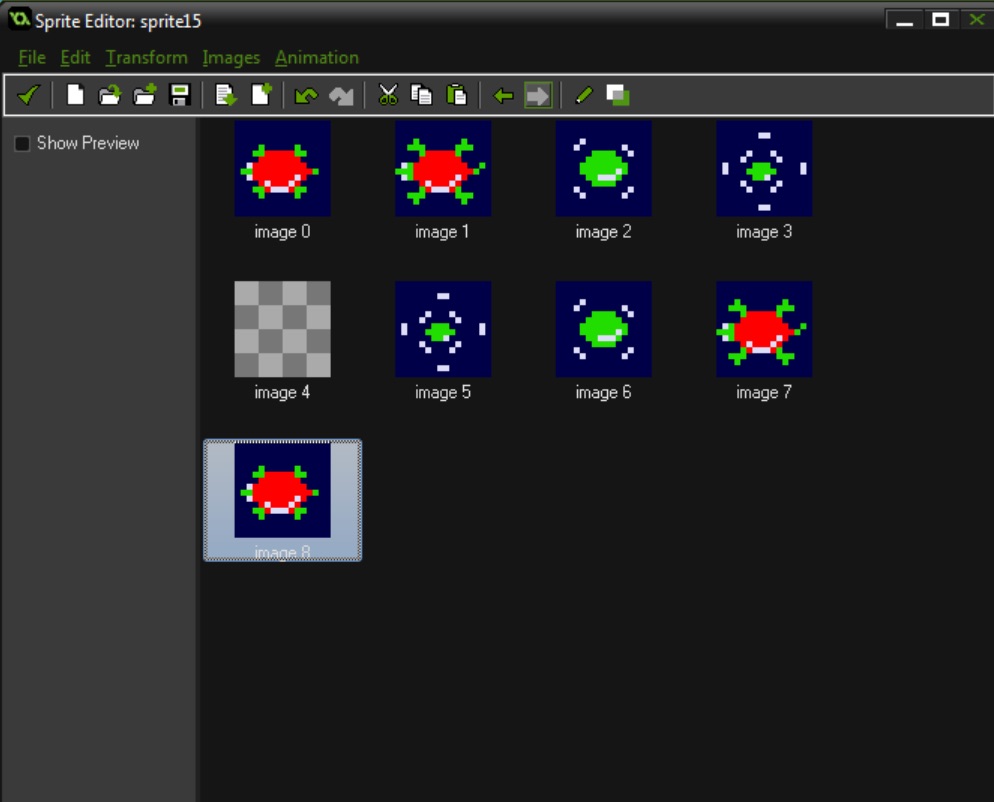 Sprite Editor: sprite15
File Edit Transform Images Animation
Show Preview
image 0 image 1 image 2 image 3
image 4 image 5 image 6 image 7
image 8